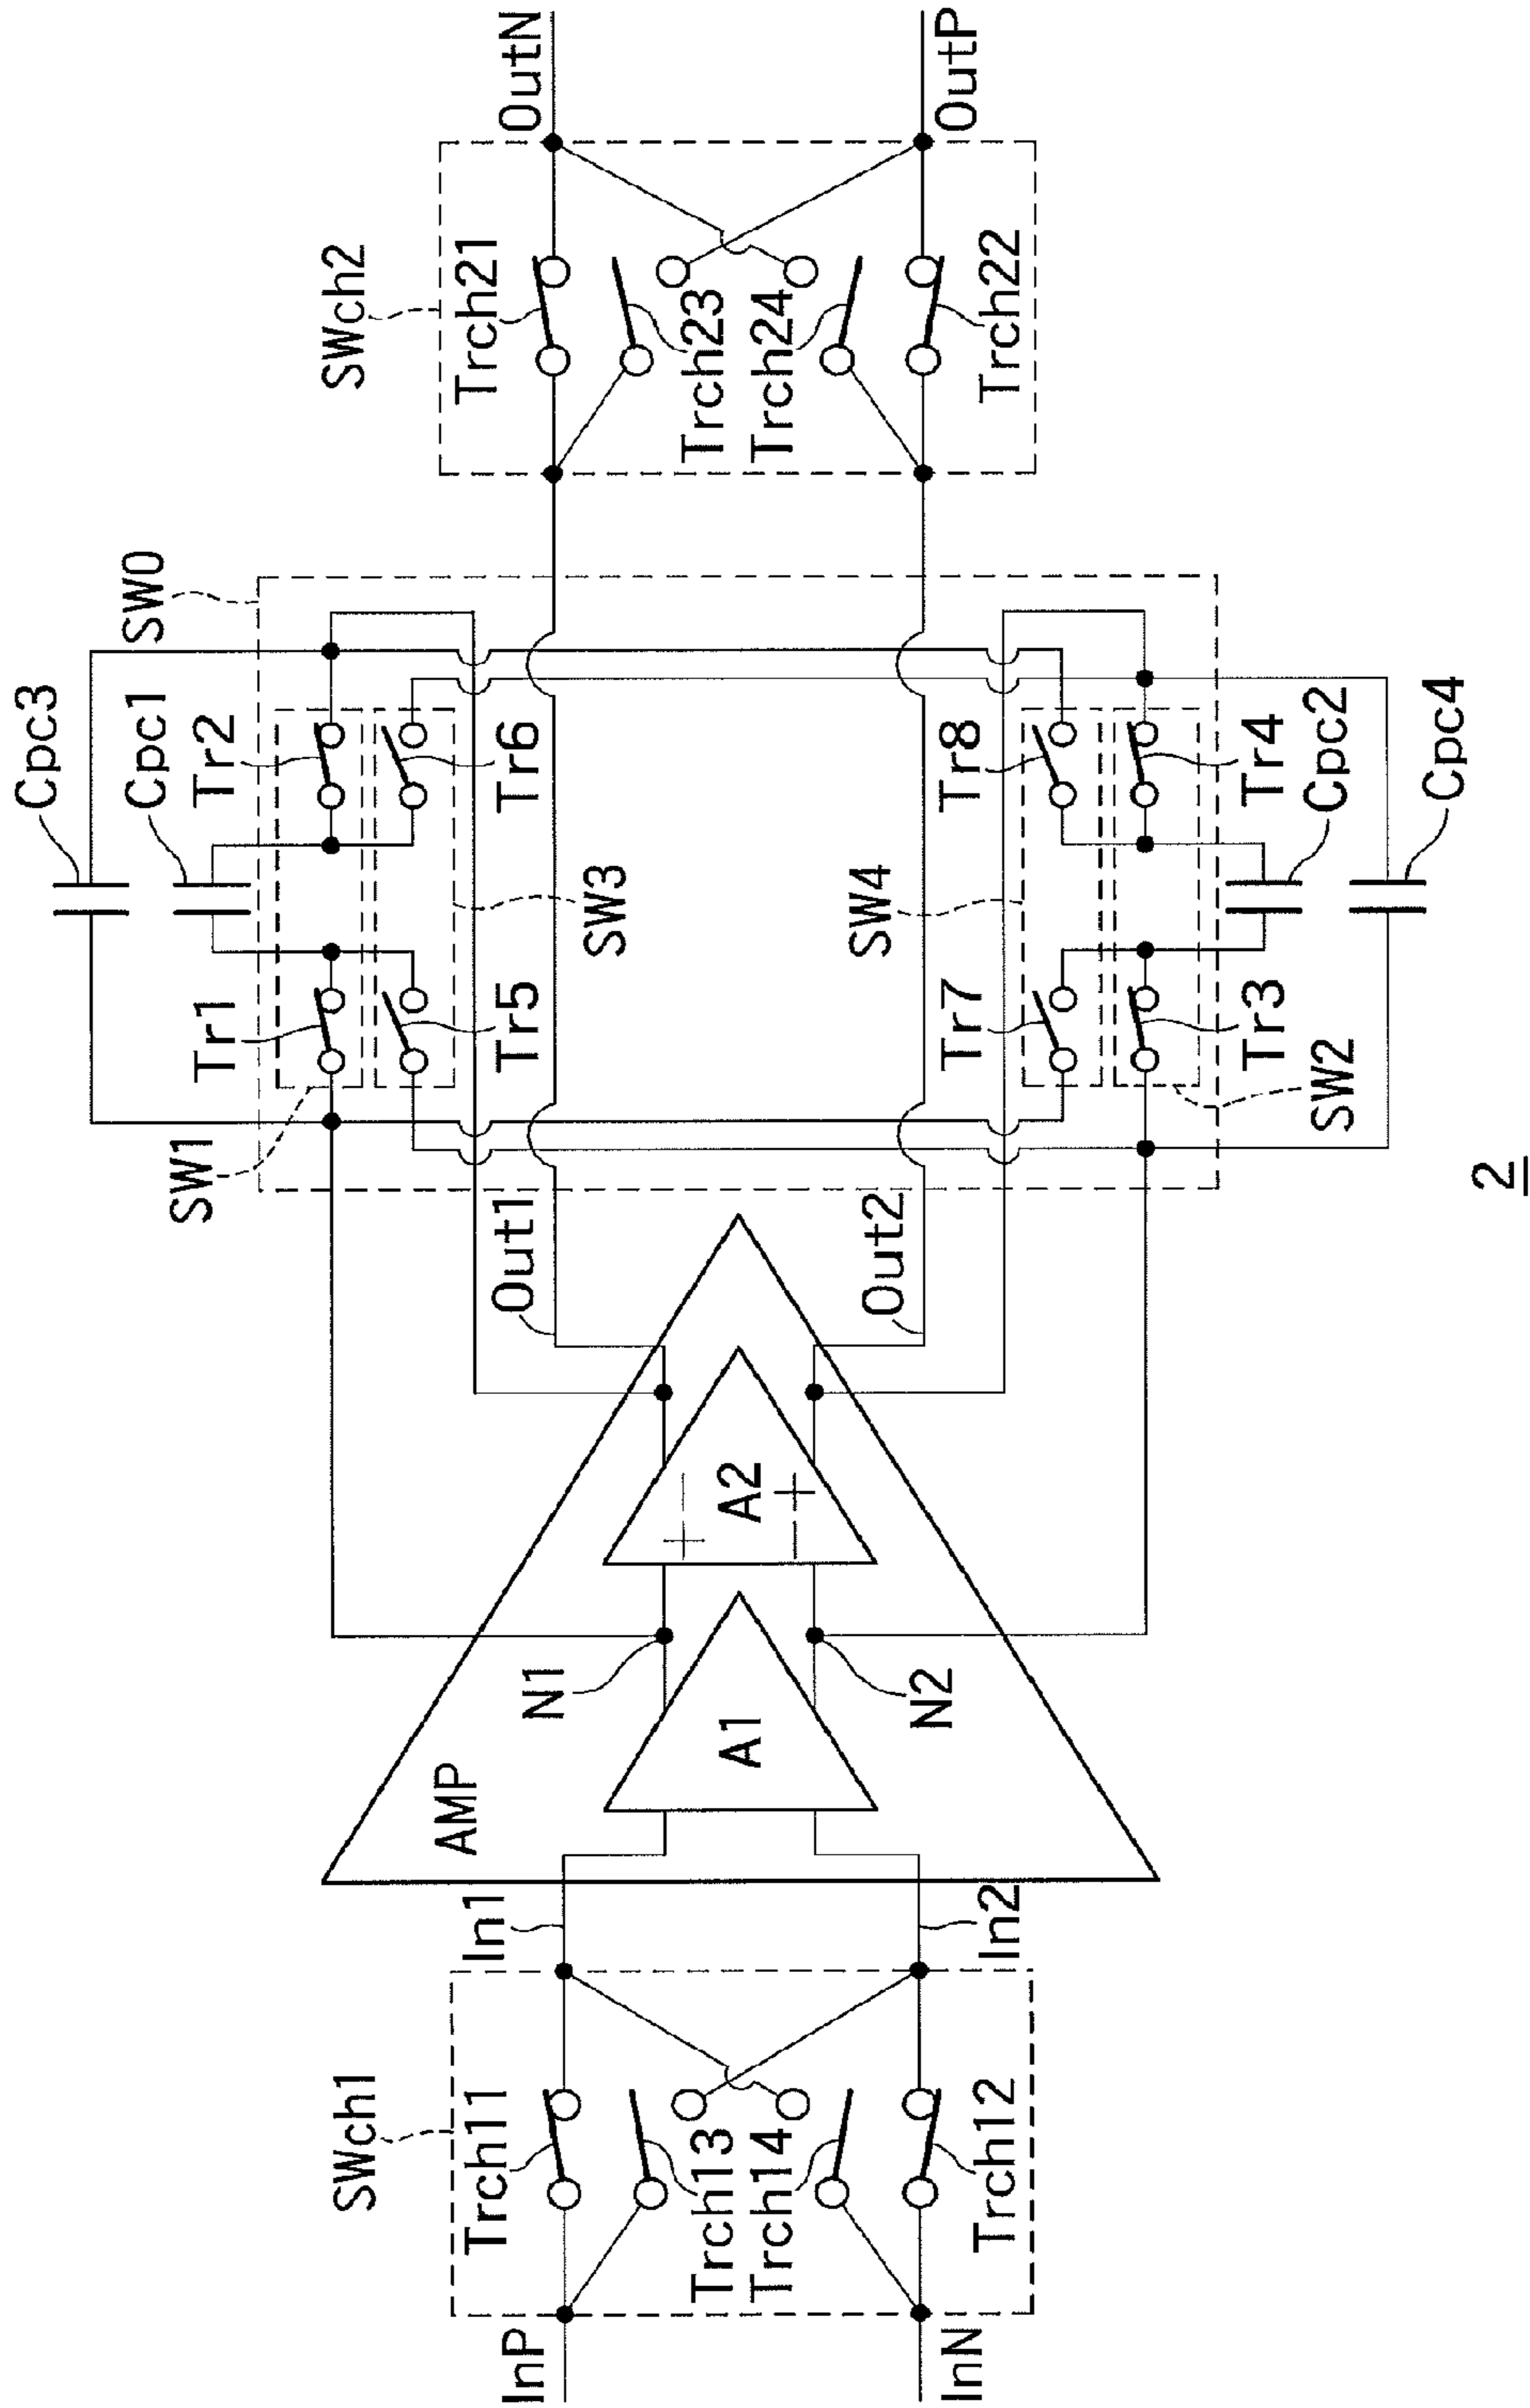 Cpc3
Cpc1
SW0
Tr1
Tr2
SW1
Tr5
Tr6
SW3
SWch1
SWch2
AMP
Trch11
Trch21
In1
N1
Out1
InP
OutN
Trch13
Trch23
A1
A2
+ −
− +
Trch14
Trch24
InN
OutP
Trch12
Trch22
In2
N2
Out2
SW4
Tr7
Tr8
Tr3
Tr4
SW2
Cpc2
Cpc4
2